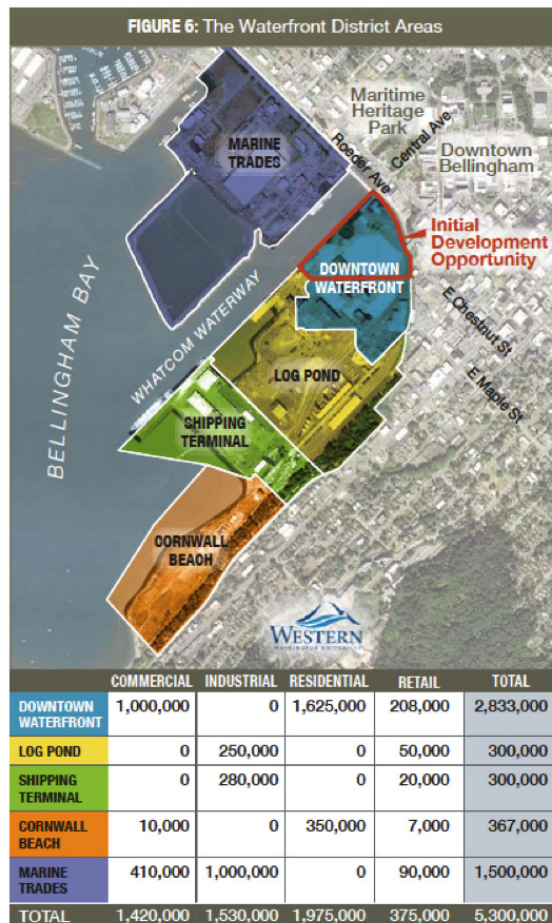 FIGURE 6: The Waterfront District Areas
Maritime
Heritage
Park
Central Ave
Roeder Ave
Downtown
Bellingham
MARINE
TRADES
Initial
Development
Opportunity
DOWNTOWN
WATERFRONT
BELLINGHAM BAY
WHATCOM WATERWAY
E Chestnut St
LOG POND
E Maple St
SHIPPING
TERMINAL
CORNWALL
BEACH
WESTERN
WASHINGTON UNIVERSITY
COMMERCIAL INDUSTRIAL RESIDENTIAL RETAIL TOTAL
DOWNTOWN WATERFRONT 1,000,000 0 1,625,000 208,000 2,833,000
LOG POND 0 250,000 0 50,000 300,000
SHIPPING TERMINAL 0 280,000 0 20,000 300,000
CORNWALL BEACH 10,000 0 350,000 7,000 367,000
MARINE TRADES 410,000 1,000,000 0 90,000 1,500,000
TOTAL 1,420,000 1,530,000 1,975,000 375,000 5,300,000